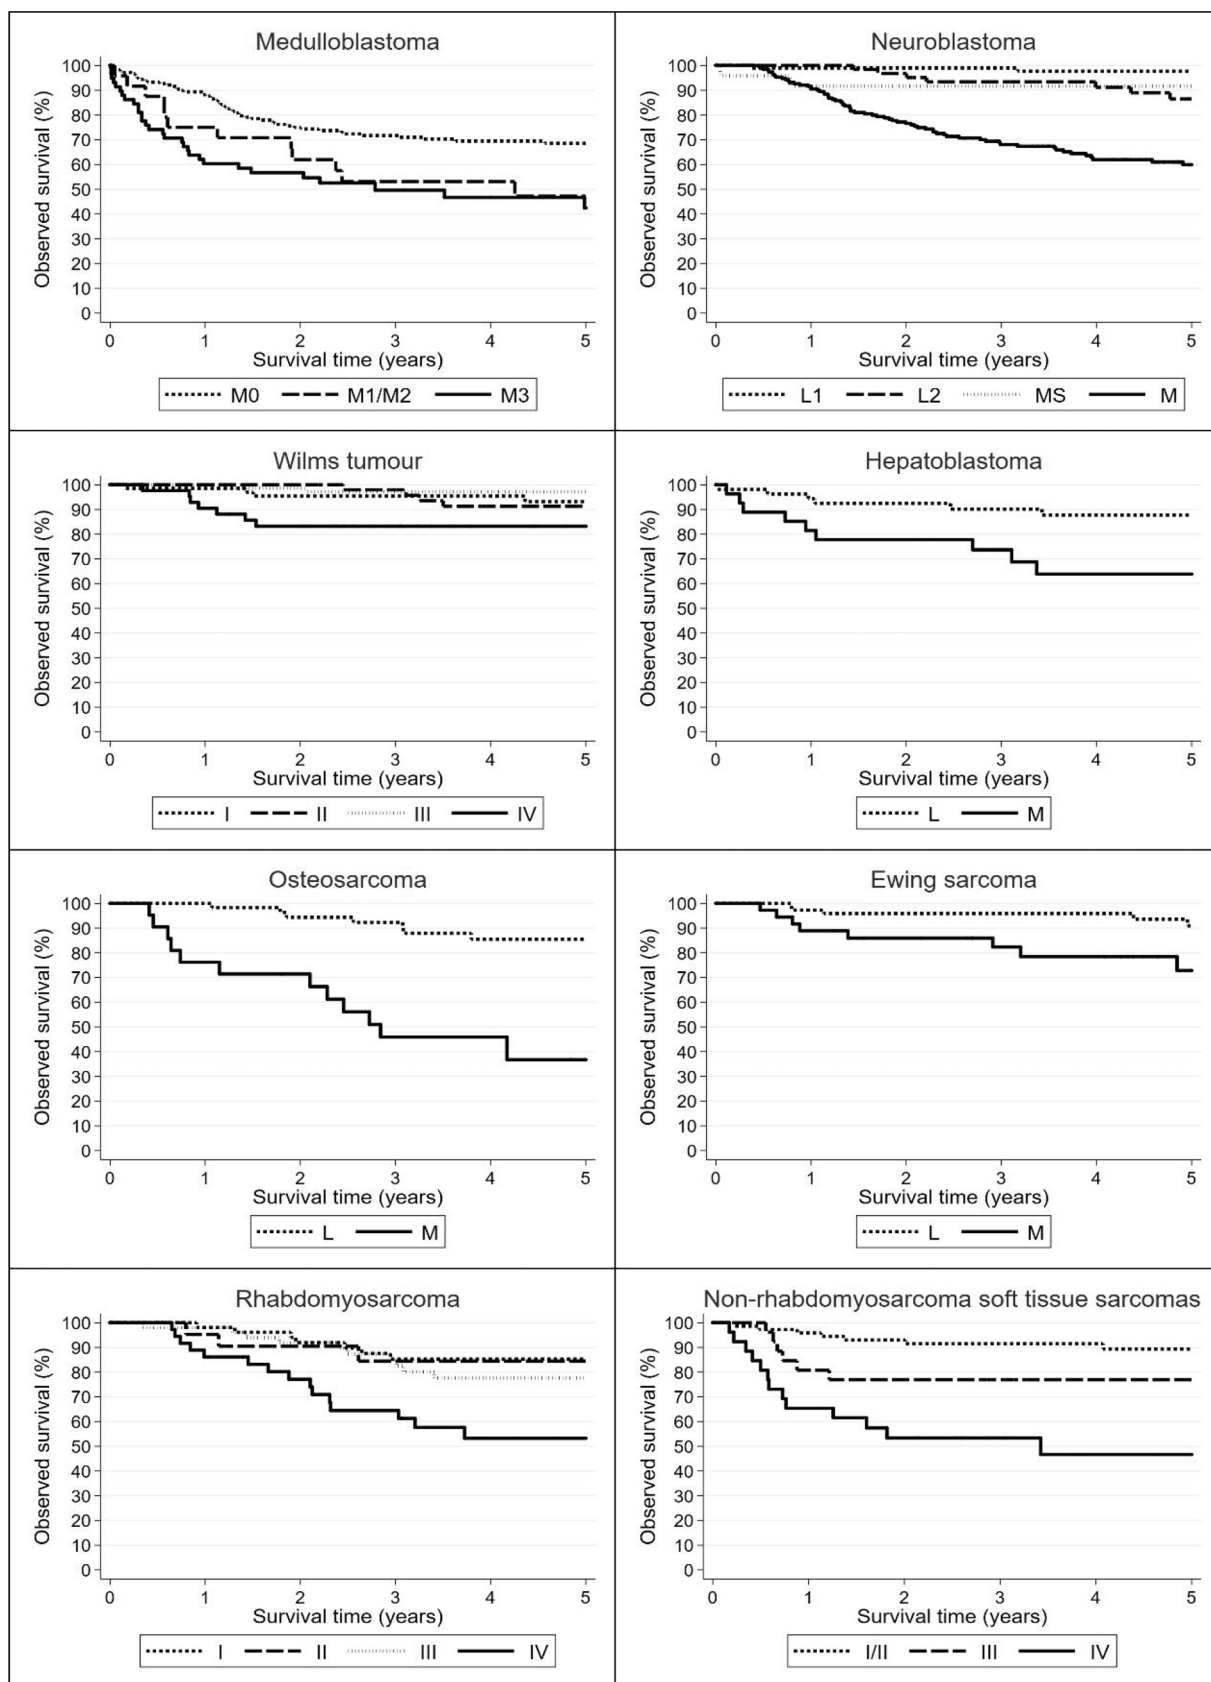 Medulloblastoma
Observed survival (%)
100
90
80
70
60
50
40
30
20
10
0
0 1 2 3 4 5
Survival time (years)
M0 M1/M2 M3
Neuroblastoma
Observed survival (%)
100
90
80
70
60
50
40
30
20
10
0
0 1 2 3 4 5
Survival time (years)
L1 L2 MS M
Wilms tumour
Observed survival (%)
100
90
80
70
60
50
40
30
20
10
0
0 1 2 3 4 5
Survival time (years)
I II III IV
Hepatoblastoma
Observed survival (%)
100
90
80
70
60
50
40
30
20
10
0
0 1 2 3 4 5
Survival time (years)
L M
Osteosarcoma
Observed survival (%)
100
90
80
70
60
50
40
30
20
10
0
0 1 2 3 4 5
Survival time (years)
L M
Ewing sarcoma
Observed survival (%)
100
90
80
70
60
50
40
30
20
10
0
0 1 2 3 4 5
Survival time (years)
L M
Rhabdomyosarcoma
Observed survival (%)
100
90
80
70
60
50
40
30
20
10
0
0 1 2 3 4 5
Survival time (years)
I II III IV
Non-rhabdomyosarcoma soft tissue sarcomas
Observed survival (%)
100
90
80
70
60
50
40
30
20
10
0
0 1 2 3 4 5
Survival time (years)
I/II III IV